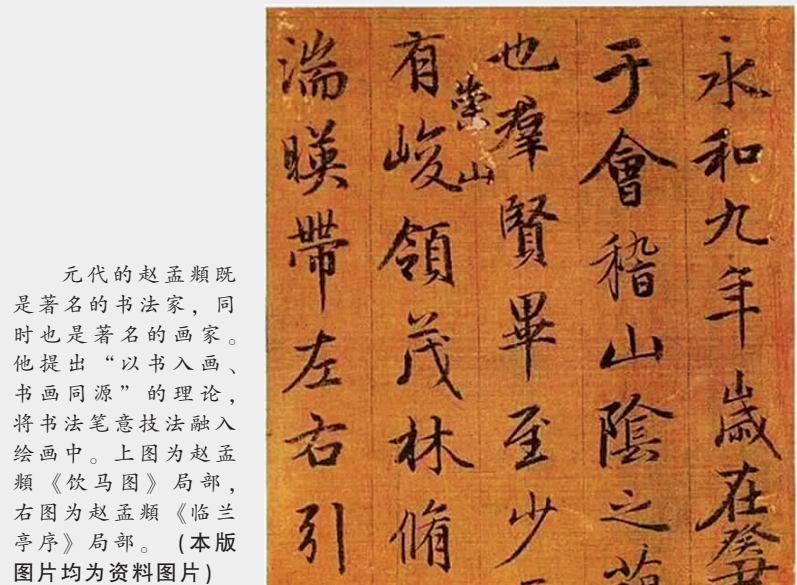 元代的赵孟頫既
是著名的书法家，同
时也是著名的画家。
他提出“以书入画、
书画同源”的理论，
将书法笔意技法融入
绘画中。上图为赵孟
頫《饮马图》局部，
右图为赵孟頫《临兰
亭序》局部。（本版
图片均为资料图片）
永和九年歲在癸丑
于會稽山陰之
也羣賢畢至少
有崇山峻領茂林脩
湍暎帶左右引